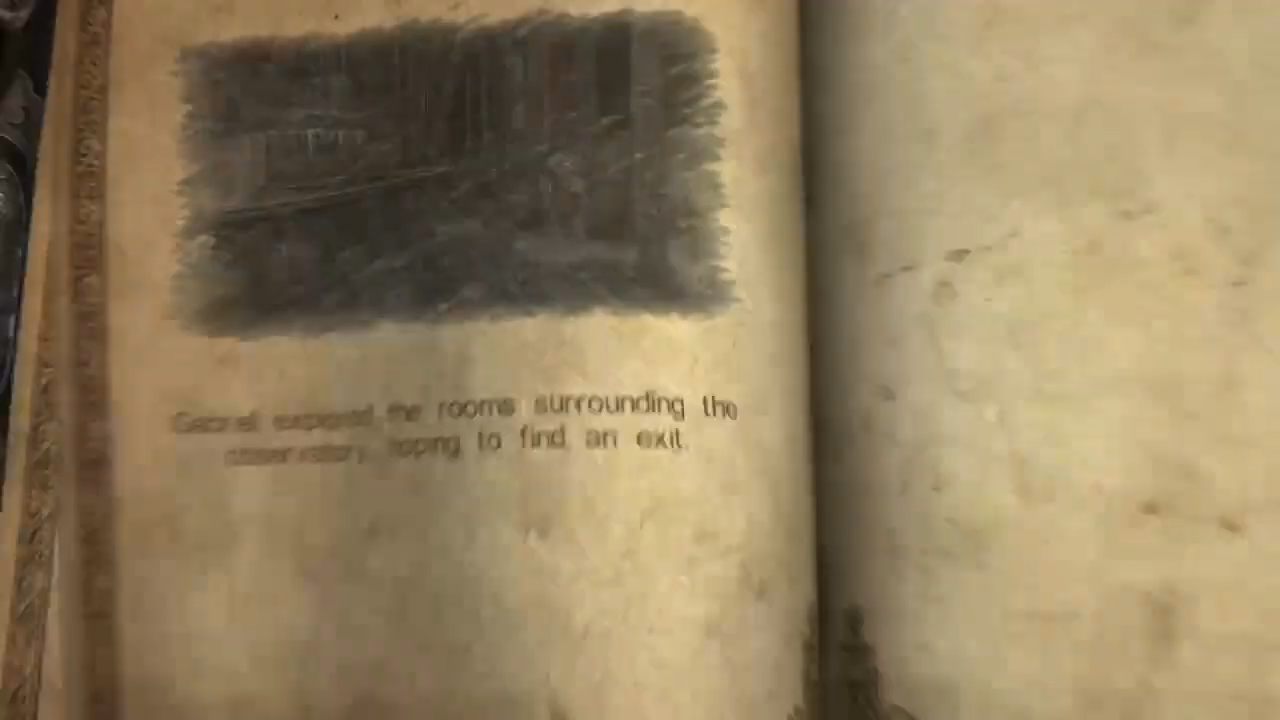 Gabriel explored the rooms surrounding the
observatory, hoping to find an exit.